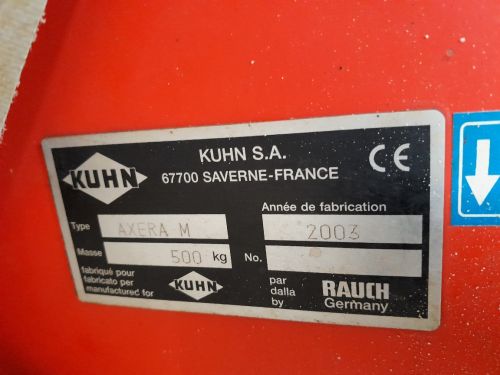 KUHN
KUHN S.A.
67700 SAVERNE-FRANCE
CE
Type AXERA M
Année de fabrication
2003
Masse 500 kg
No.
fabriqué pour
fabricato per
manufactured for
KUHN
par
dalla
by
RAUCH
Germany